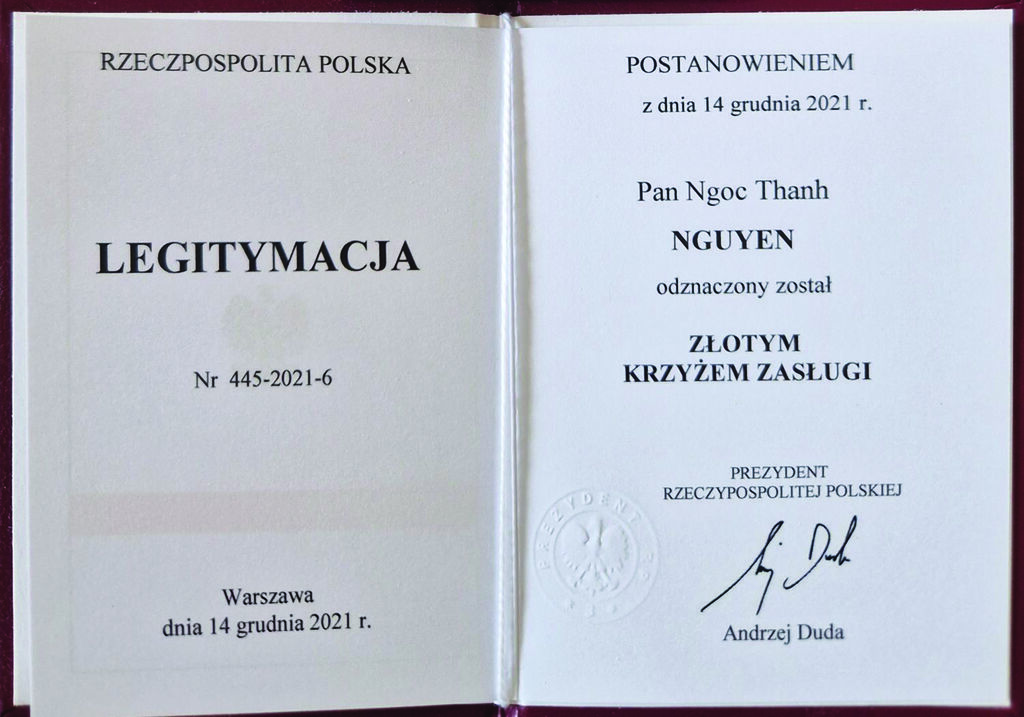 RZECZPOSPOLITA POLSKA
LEGITYMACJA
Nr 445-2021-6
Warszawa
dnia 14 grudnia 2021 r.
POSTANOWIENIEM
z dnia 14 grudnia 2021 r.
Pan Ngoc Thanh
NGUYEN
odznaczony został
ZŁOTYM
KRZYŻEM ZASŁUGI
PREZYDENT
RZECZYPOSPOLITEJ POLSKIEJ
Andrzej Duda